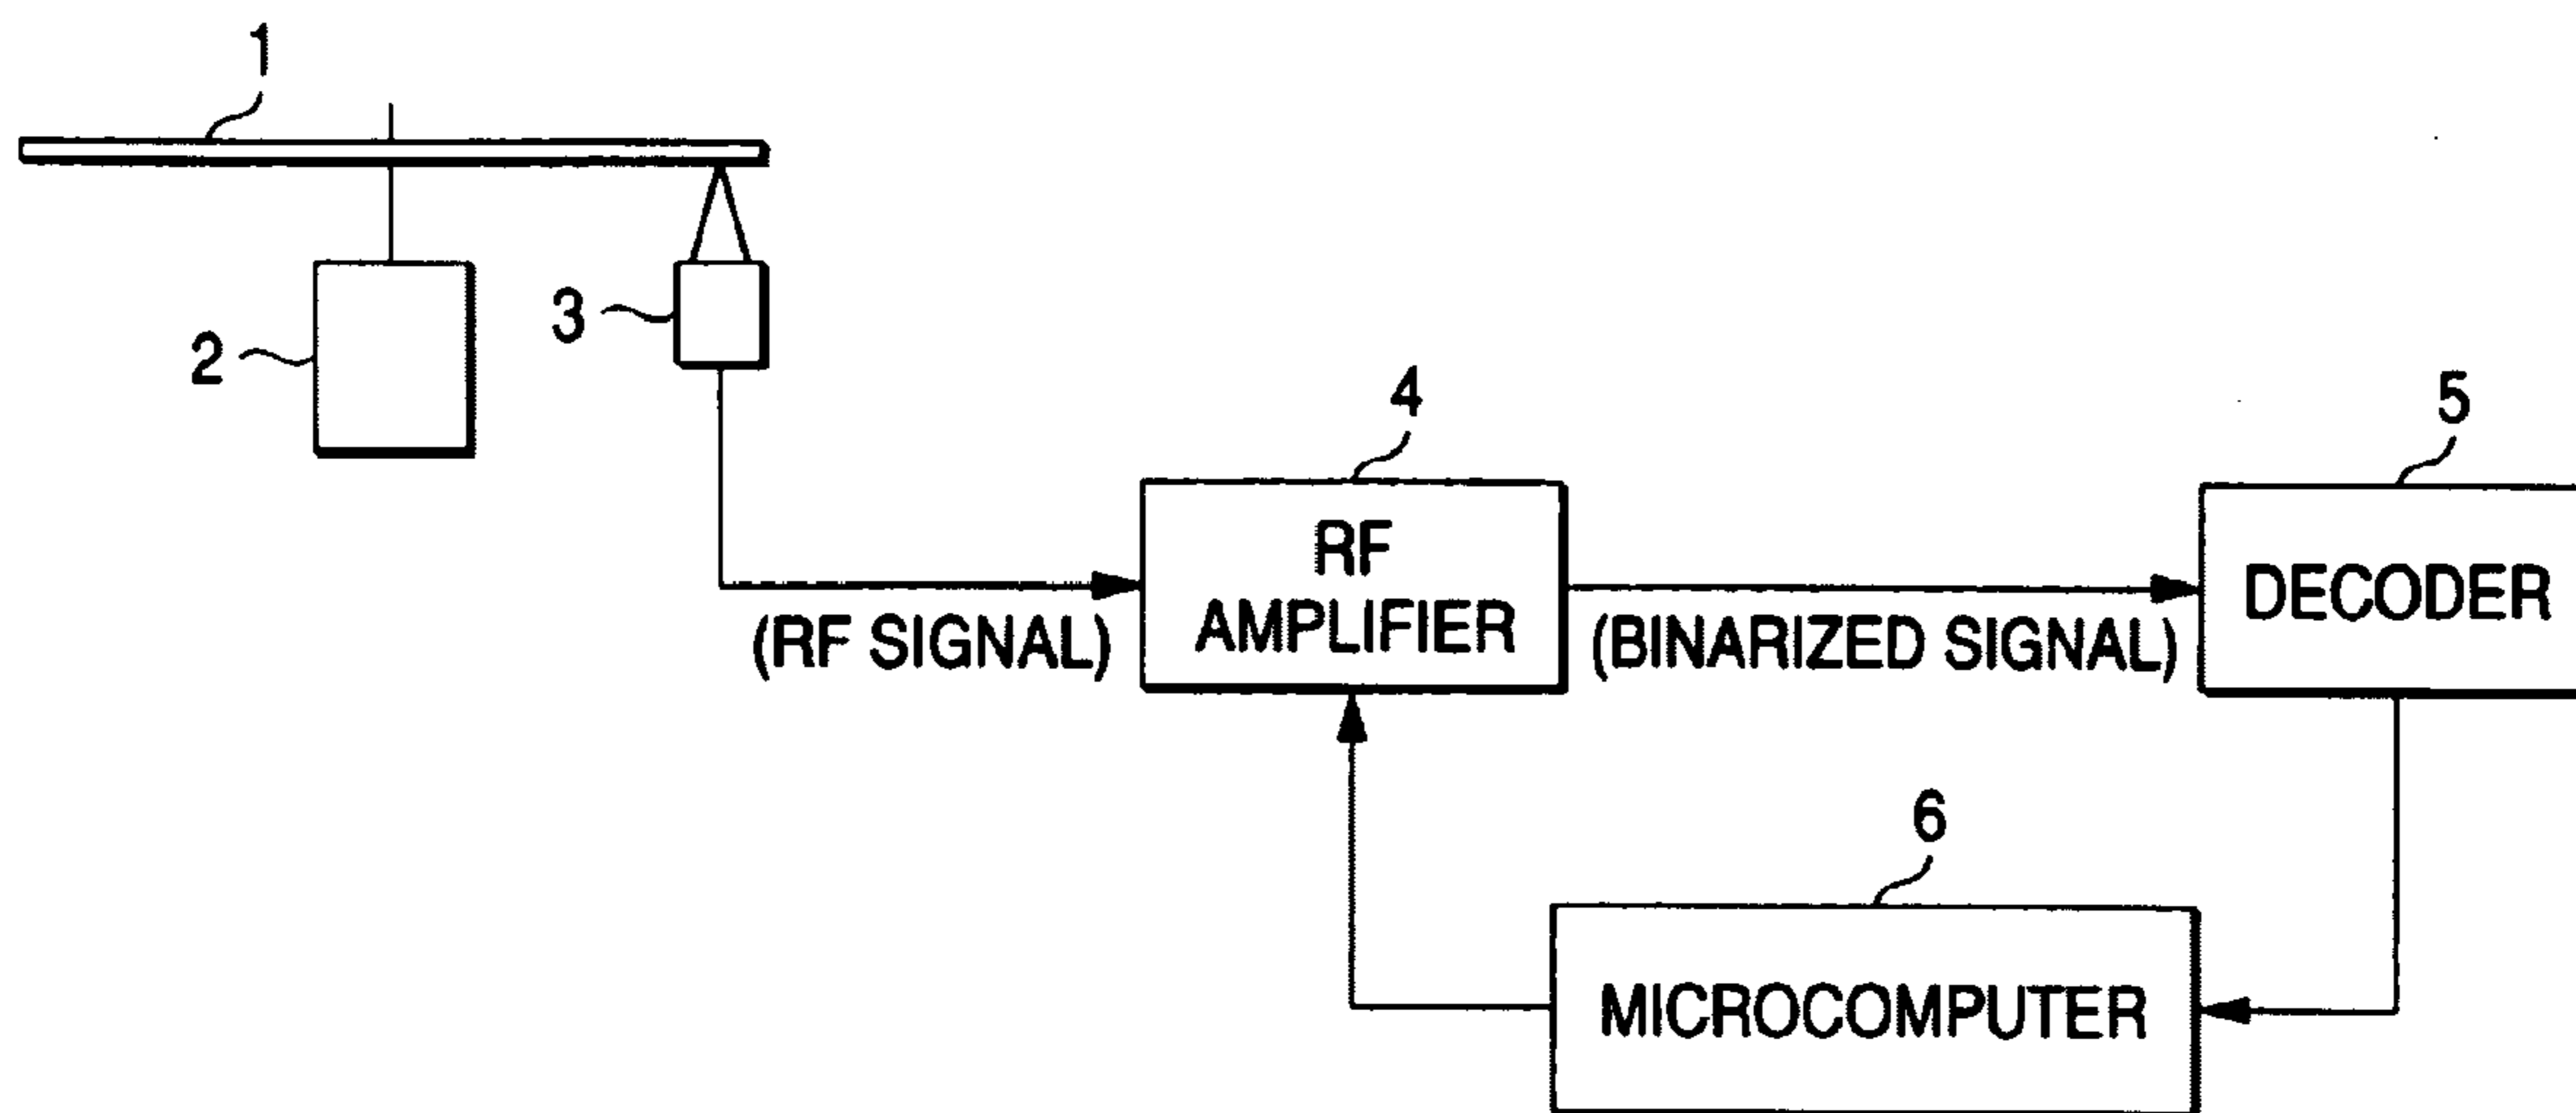 1
2
3
4
5
6
RF
AMPLIFIER
DECODER
(RF SIGNAL)
(BINARIZED SIGNAL)
MICROCOMPUTER